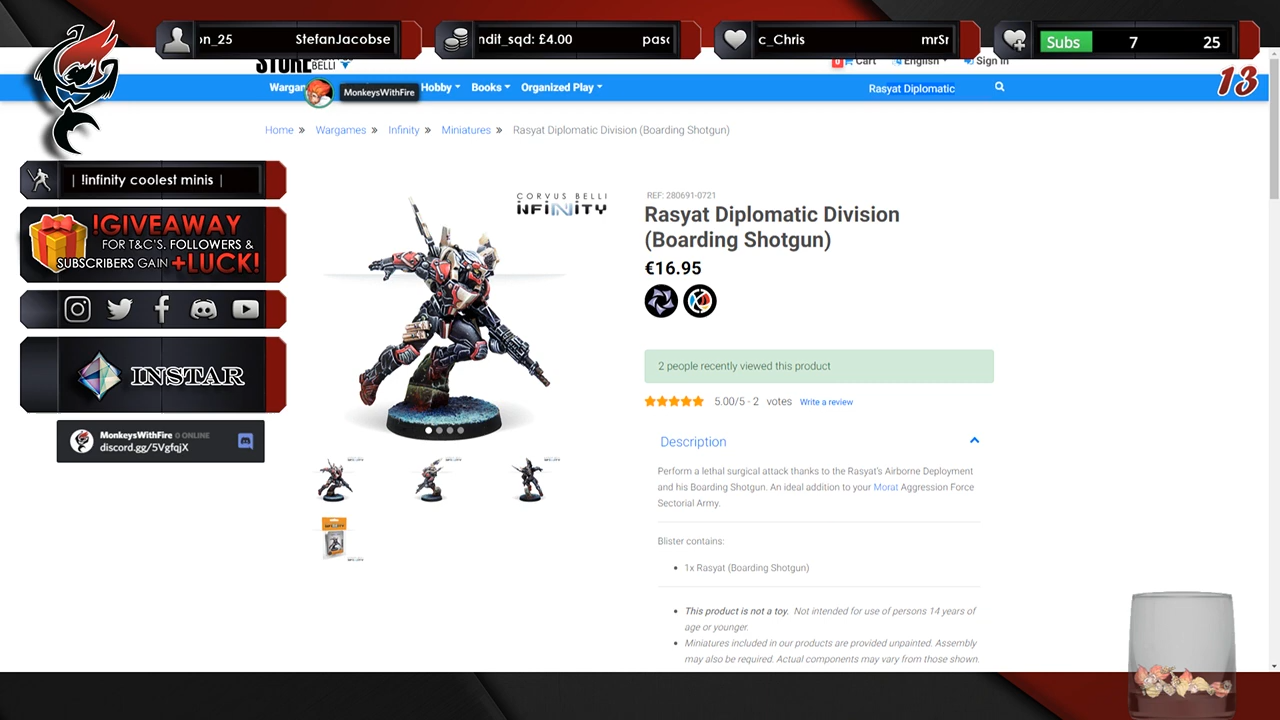 on_25 StefanJacobse
ndit_sqd: £4.00
c_Chris mrSr
Subs 7 25
STORE
BELLI
0 Cart English Sign In
Wargan MonkeysWithFire Hobby Books Organized Play Rasyat Diplomatic
13
Home » Wargames » Infinity » Miniatures » Rasyat Diplomatic Division (Boarding Shotgun)
| !infinity coolest minis |
!GIVEAWAY
FOR T&C'S. FOLLOWERS &
SUBSCRIBERS GAIN +LUCK!
INSTAR
MonkeysWithFire 0 ONLINE
discord.gg/5VgfqjX
CORVUS BELLI
INFINITY
REF: 280691-0721
Rasyat Diplomatic Division
(Boarding Shotgun)
€16.95
2 people recently viewed this product
5.00/5 - 2 votes Write a review
Description
Perform a lethal surgical attack thanks to the Rasyat's Airborne Deployment
and his Boarding Shotgun. An ideal addition to your Morat Aggression Force
Sectorial Army.
Blister contains:
• 1x Rasyat (Boarding Shotgun)
• This product is not a toy. Not intended for use of persons 14 years of
age or younger.
• Miniatures included in our products are provided unpainted. Assembly
may also be required. Actual components may vary from those shown.